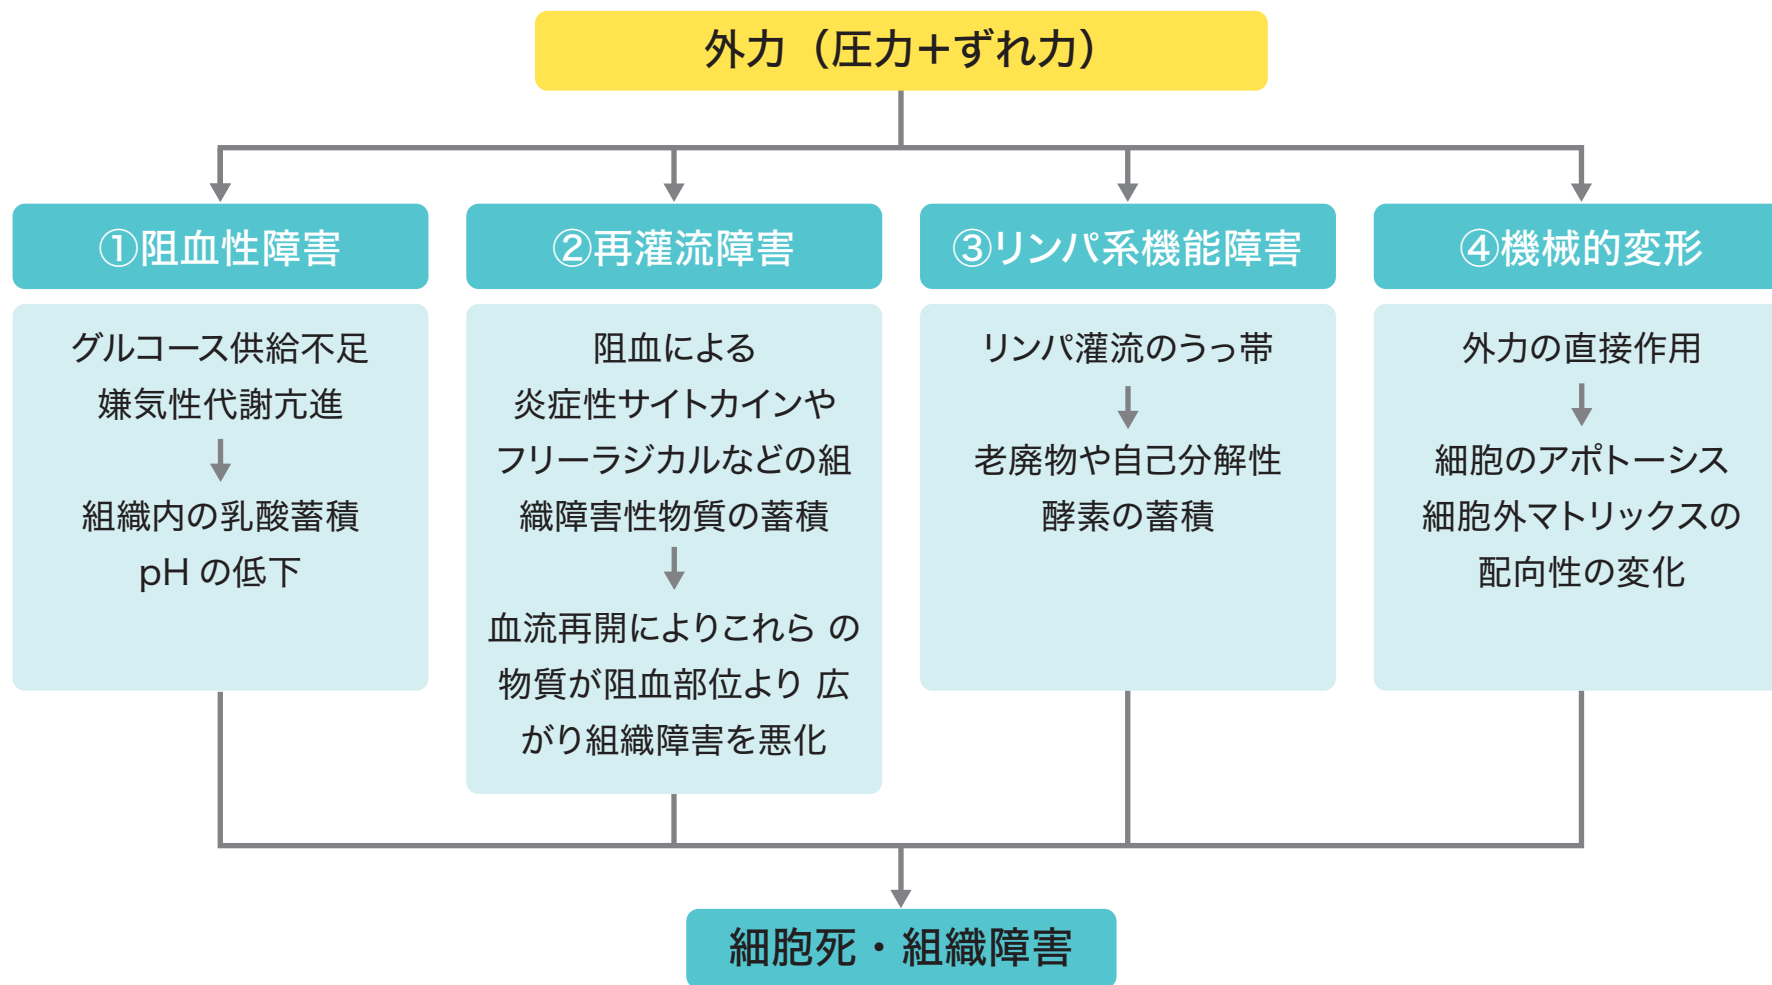 外力（圧力＋ずれ力）
①阻血性障害
グルコース供給不足
嫌気性代謝亢進
組織内の乳酸蓄積
pH の低下
②再灌流障害
阻血による
炎症性サイトカインや
フリーラジカルなどの組
織障害性物質の蓄積
血流再開によりこれら の
物質が阻血部位より 広
がり組織障害を悪化
③リンパ系機能障害
リンパ灌流のうっ帯
老廃物や自己分解性
酵素の蓄積
④機械的変形
外力の直接作用
細胞のアポトーシス
細胞外マトリックスの
配向性の変化
細胞死・組織障害